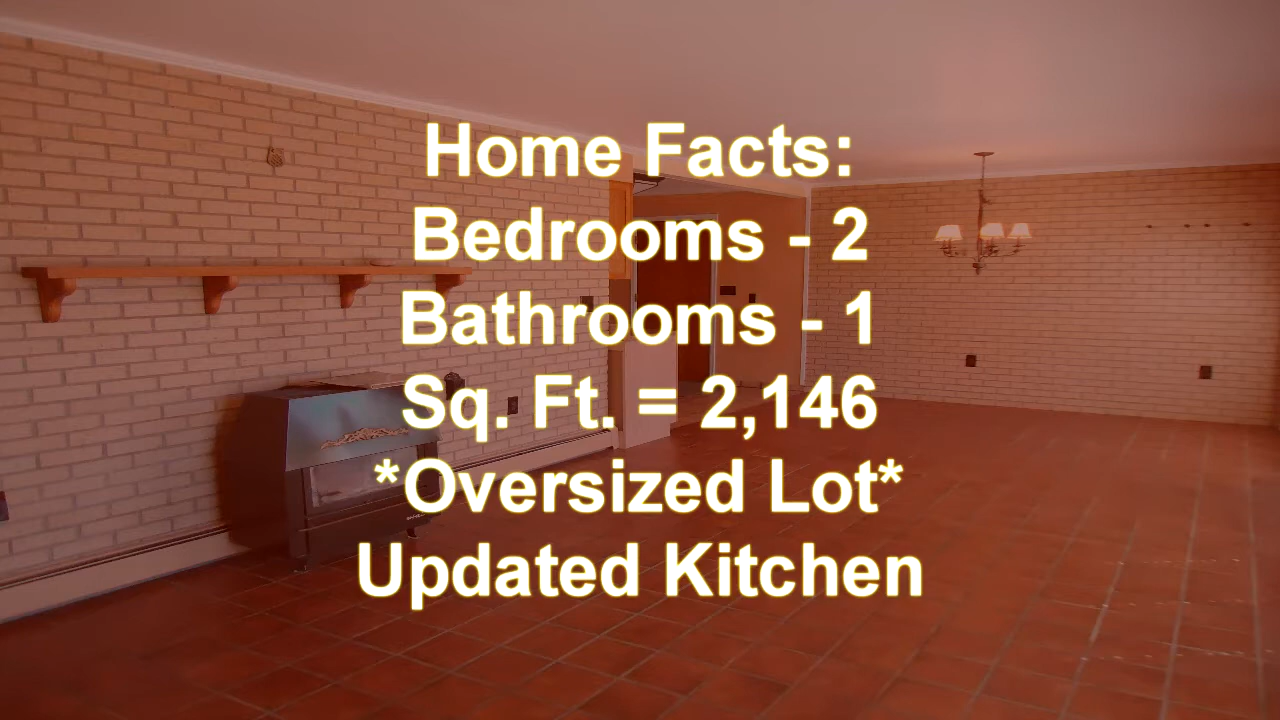 Home Facts:
Bedrooms - 2
Bathrooms - 1
Sq. Ft. = 2,146
*Oversized Lot*
Updated Kitchen